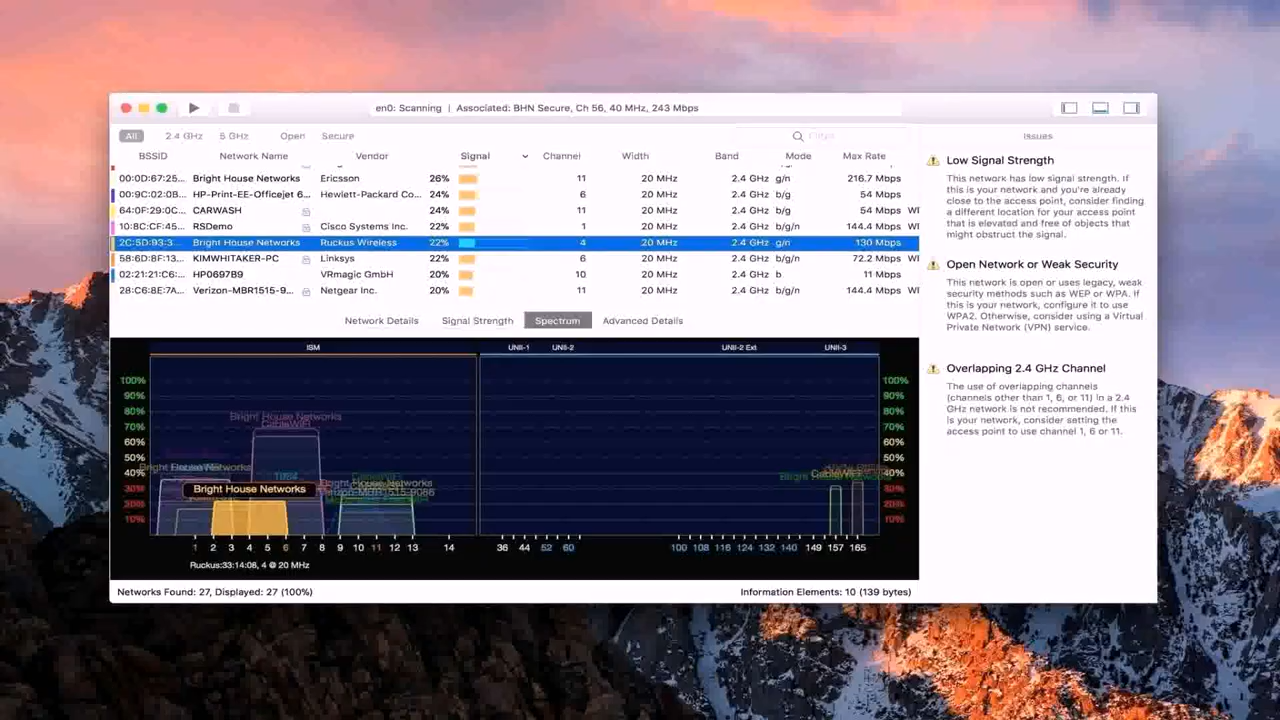 en0: Scanning | Associated: BHN Secure, Ch 56, 40 MHz, 243 Mbps
All 2.4 GHz 5 GHz Open Secure
Issues
BSSID Network Name Vendor Signal Channel Width Band Mode Max Rate
00:0D:67:25... Bright House Networks Ericsson 26% 11 20 MHz 2.4 GHz g/n 216.7 Mbps
00:9C:02:0B... HP-Print-EE-Officejet 6... Hewlett-Packard Co... 24% 6 20 MHz 2.4 GHz b/g 54 Mbps
64:0F:29:0C... CARWASH 24% 11 20 MHz 2.4 GHz b/g 54 Mbps
10:8C:CF:45... RSDemo Cisco Systems Inc. 22% 1 20 MHz 2.4 GHz b/g/n 144.4 Mbps
2C:5D:93:3... Bright House Networks Ruckus Wireless 22% 4 20 MHz 2.4 GHz g/n 130 Mbps
58:6D:8F:13... KIMWHITAKER-PC Linksys 22% 6 20 MHz 2.4 GHz b/g/n 72.2 Mbps
02:21:21:C6:... HP0697B9 VRmagic GmbH 20% 10 20 MHz 2.4 GHz b 11 Mbps
28:C6:8E:7A... Verizon-MBR1515-9... Netgear Inc. 20% 11 20 MHz 2.4 GHz b/g/n 144.4 Mbps
Network Details Signal Strength Spectrum Advanced Details
ISM UNII-1 UNII-2 UNII-2 Ext UNII-3
100% 100%
90% 90%
80% 80%
Bright House Networks
CableWiFi
70% 70%
60% 60%
50% 50%
Bright House Networks
40% 40%
Bright House Networks
30% 30%
20% 20%
10% 10%
1 2 3 4 5 6 7 8 9 10 11 12 13 14 36 44 52 60 100 108 116 124 132 140 149 157 165
Ruckus:33:14:08, 4 @ 20 MHz
Networks Found: 27, Displayed: 27 (100%)
Information Elements: 10 (139 bytes)
Low Signal Strength
This network has low signal strength. If
this is your network and you're already
close to the access point, consider finding
a different location for your access point
that is elevated and free of objects that
might obstruct the signal.
Open Network or Weak Security
This network is open or uses legacy, weak
security methods such as WEP or WPA. If
this is your network, configure it to use
WPA2. Otherwise, consider using a Virtual
Private Network (VPN) service.
Overlapping 2.4 GHz Channel
The use of overlapping channels
(channels other than 1, 6, or 11) in a 2.4
GHz network is not recommended. If this
is your network, consider setting the
access point to use channel 1, 6 or 11.